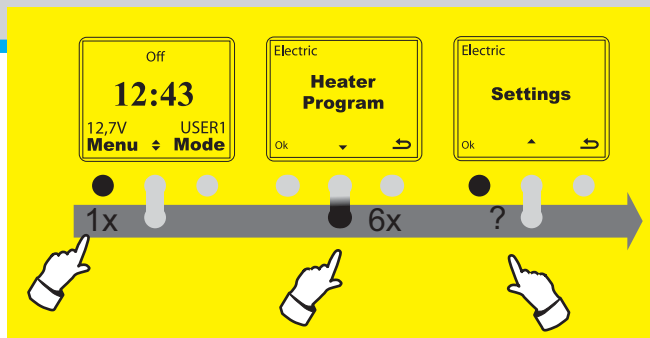 Off
12:43
12,7V USER1
Menu Mode
1x
Electric
Heater
Program
Ok
6x
Electric
Settings
Ok
?